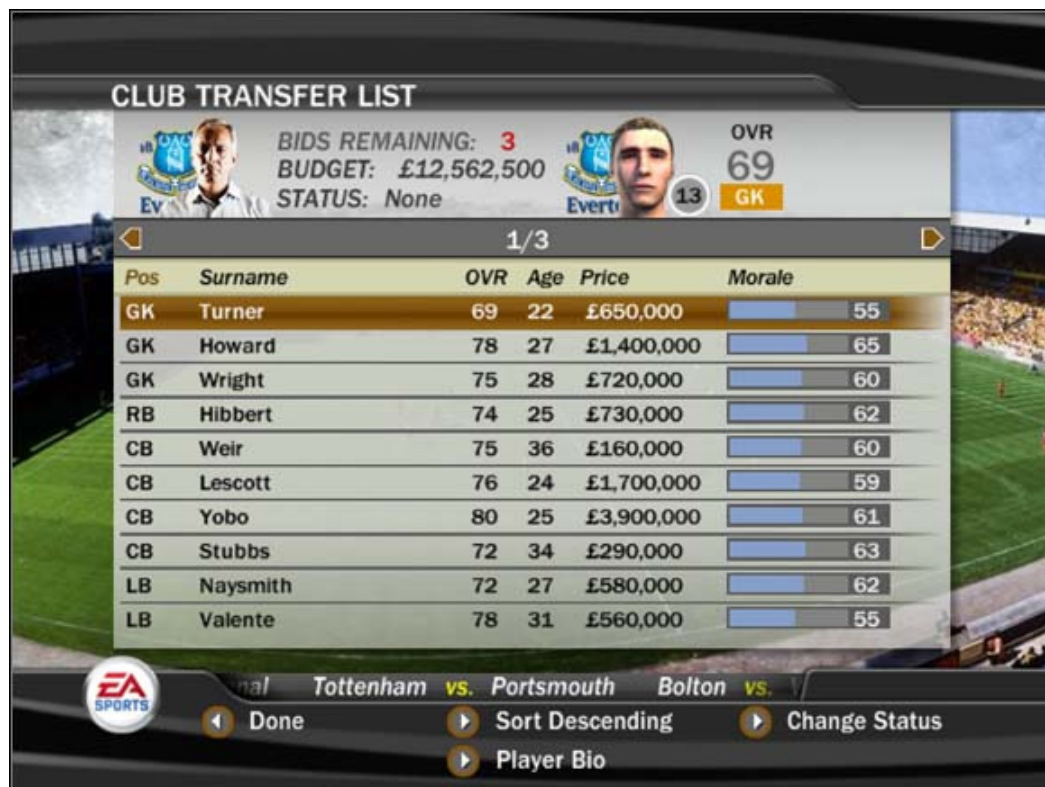 CLUB TRANSFER LIST
BIDS REMAINING: 3
BUDGET: £12,562,500
STATUS: None
Ev
Everto
13
OVR
69
GK
1/3
Pos Surname OVR Age Price Morale
GK Turner 69 22 £650,000 55
GK Howard 78 27 £1,400,000 65
GK Wright 75 28 £720,000 60
RB Hibbert 74 25 £730,000 62
CB Weir 75 36 £160,000 60
CB Lescott 76 24 £1,700,000 59
CB Yobo 80 25 £3,900,000 61
CB Stubbs 72 34 £290,000 63
LB Naysmith 72 27 £580,000 62
LB Valente 78 31 £560,000 55
nal Tottenham vs. Portsmouth Bolton vs.
EA SPORTS
Done Sort Descending Change Status
Player Bio